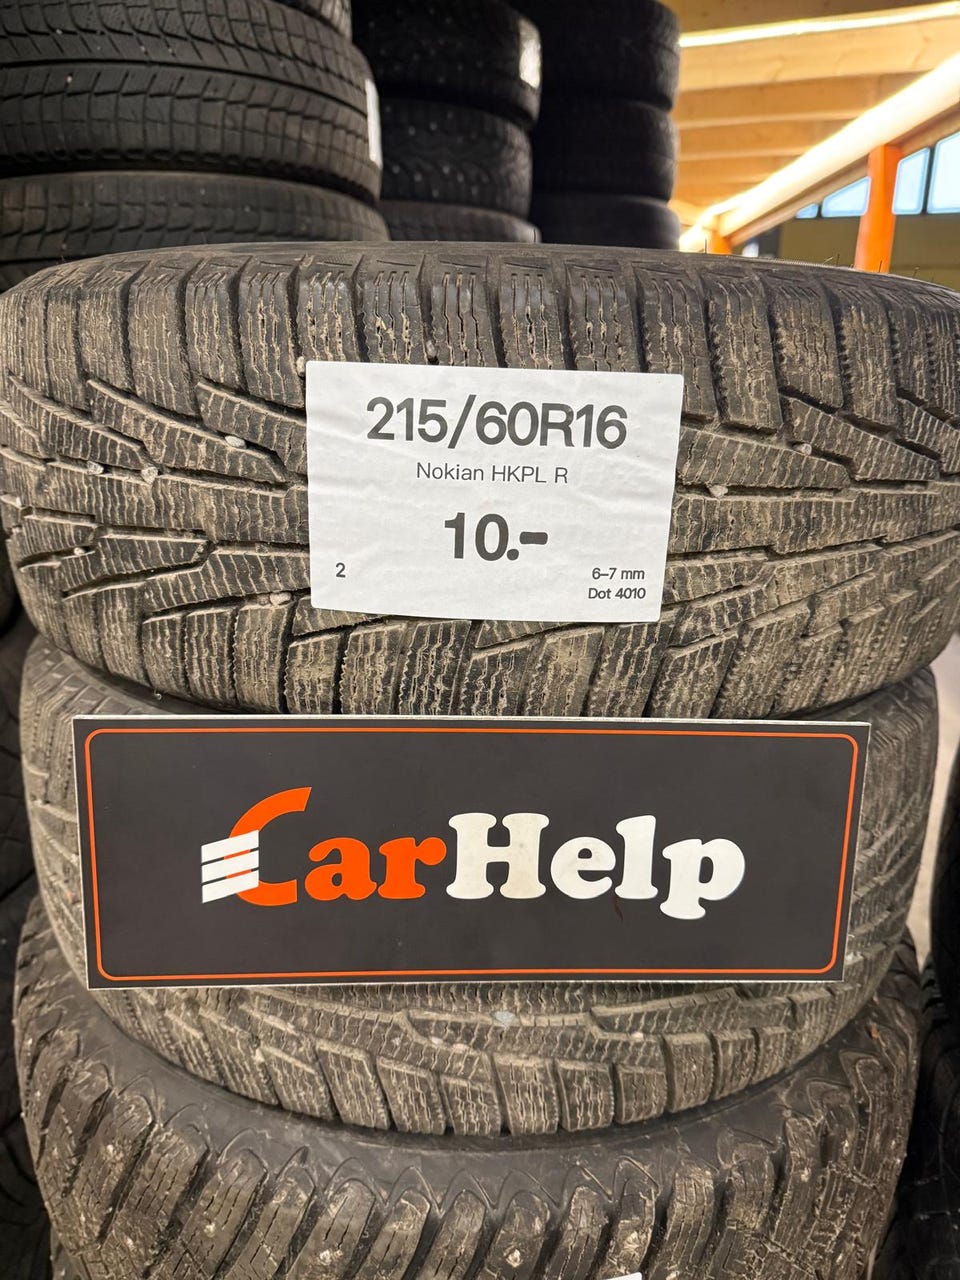 215/60R16
Nokian HKPL R
10.-
2
6–7 mm
Dot 4010
CarHelp